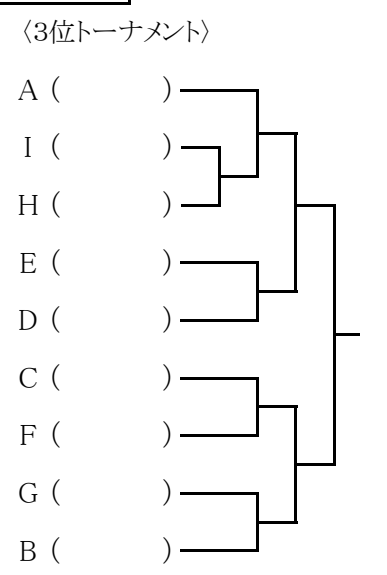 〈3位トーナメント〉
A (　　　)
I (　　　)
H (　　　)
E (　　　)
D (　　　)
C (　　　)
F (　　　)
G (　　　)
B (　　　)